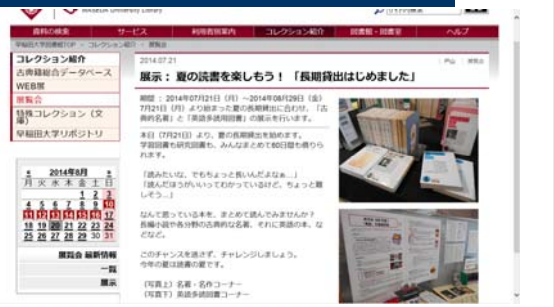 WASEDA University Library
資料の検索 サービス 利用者別案内 コレクション紹介 図書館・図書室 ヘルプ
早稲田大学図書館TOP > コレクション紹介 > 展覧会
コレクション紹介
古典籍総合データベース
WEB展
展覧会
特殊コレクション（文庫）
早稲田大学リポジトリ
2014年8月
月 火 水 木 金 土 日
1 2 3
4 5 6 7 8 9 10
11 12 13 14 15 16 17
18 19 20 21 22 23 24
25 26 27 28 29 30 31
展覧会 最新情報
一覧
展示
2014.07.21
戸山 展覧会
展示：夏の読書を楽しもう！「長期貸出はじめました」
期間：2014年07月21日（月）～2014年08月29日（金）
7月21日（月）より始まった夏の長期貸出に合わせ、「古
典的名著」と「英語多読用図書」の展示を行います。
本日（7月21日）より、夏の長期貸出を始めます。
学習図書も研究図書も、みんなまとめて60日間も借りら
れます。
「読みたいな、でもちょっと長いんだよなぁ…」
「読んだほうがいいってわかっているけど、ちょっと難
しそう…」
なんて思っている本を、まとめて読んでみませんか？
長編小説や各分野の古典的な名著、それに英語の本、な
どなど。
このチャンスを逃さず、チャレンジしましょう。
今年の夏は読書の夏です。
（写真上）名著・名作コーナー
（写真下）英語多読図書コーナー